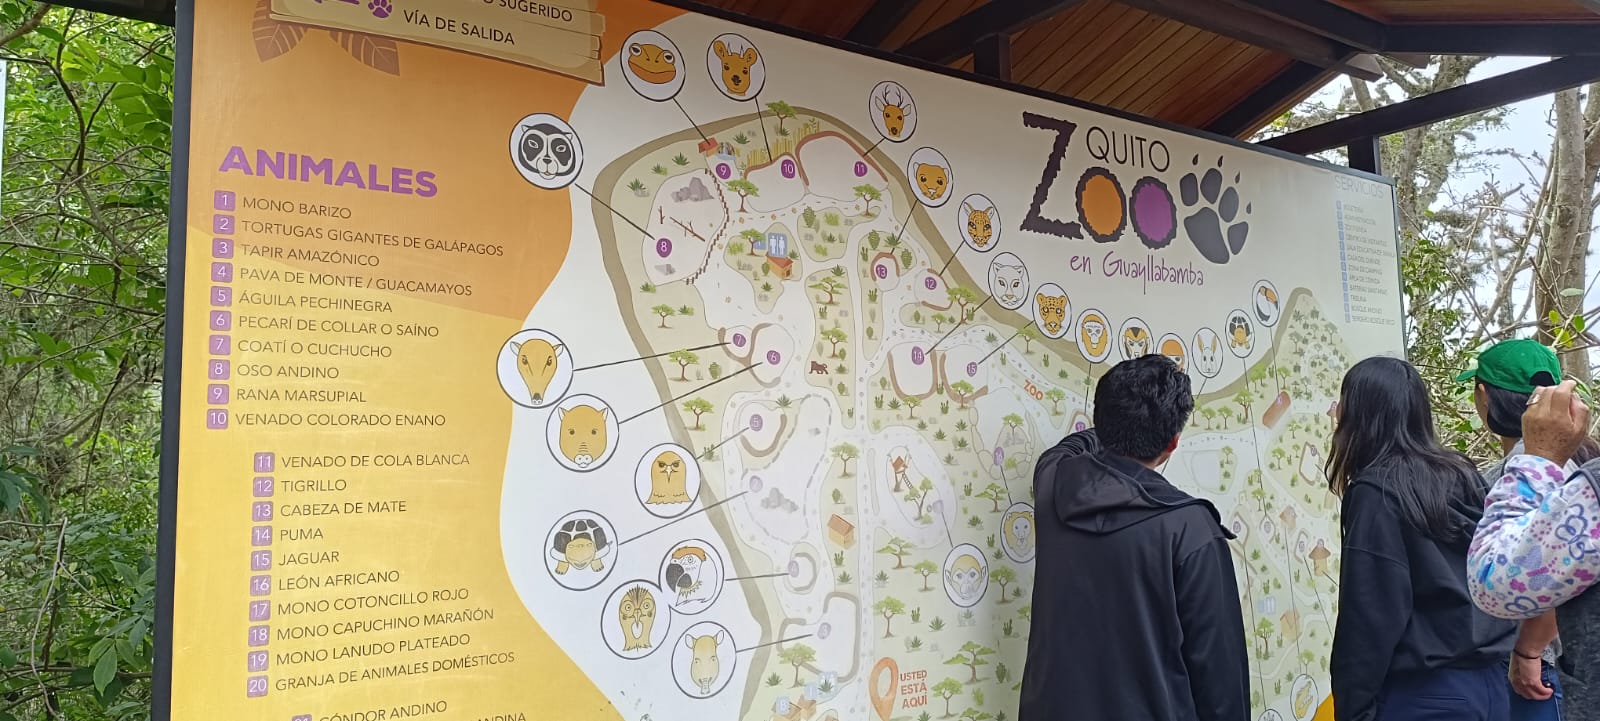 SUGERIDO
VÍA DE SALIDA
ANIMALES
1 MONO BARIZO
2 TORTUGAS GIGANTES DE GALÁPAGOS
3 TAPIR AMAZÓNICO
4 PAVA DE MONTE / GUACAMAYOS
5 ÁGUILA PECHINEGRA
6 PECARÍ DE COLLAR O SAÍNO
7 COATÍ O CUCHUCHO
8 OSO ANDINO
9 RANA MARSUPIAL
10 VENADO COLORADO ENANO
11 VENADO DE COLA BLANCA
12 TIGRILLO
13 CABEZA DE MATE
14 PUMA
15 JAGUAR
16 LEÓN AFRICANO
17 MONO COTONCILLO ROJO
18 MONO CAPUCHINO MARAÑÓN
19 MONO LANUDO PLATEADO
20 GRANJA DE ANIMALES DOMÉSTICOS
CÓNDOR ANDINO
ANDINA
QUITO
ZOO
en Guayllabamba
SERVICIOS
9
10
11
8
13
12
7
6
14
15
ZOO
USTED
ESTÁ
AQUÍ